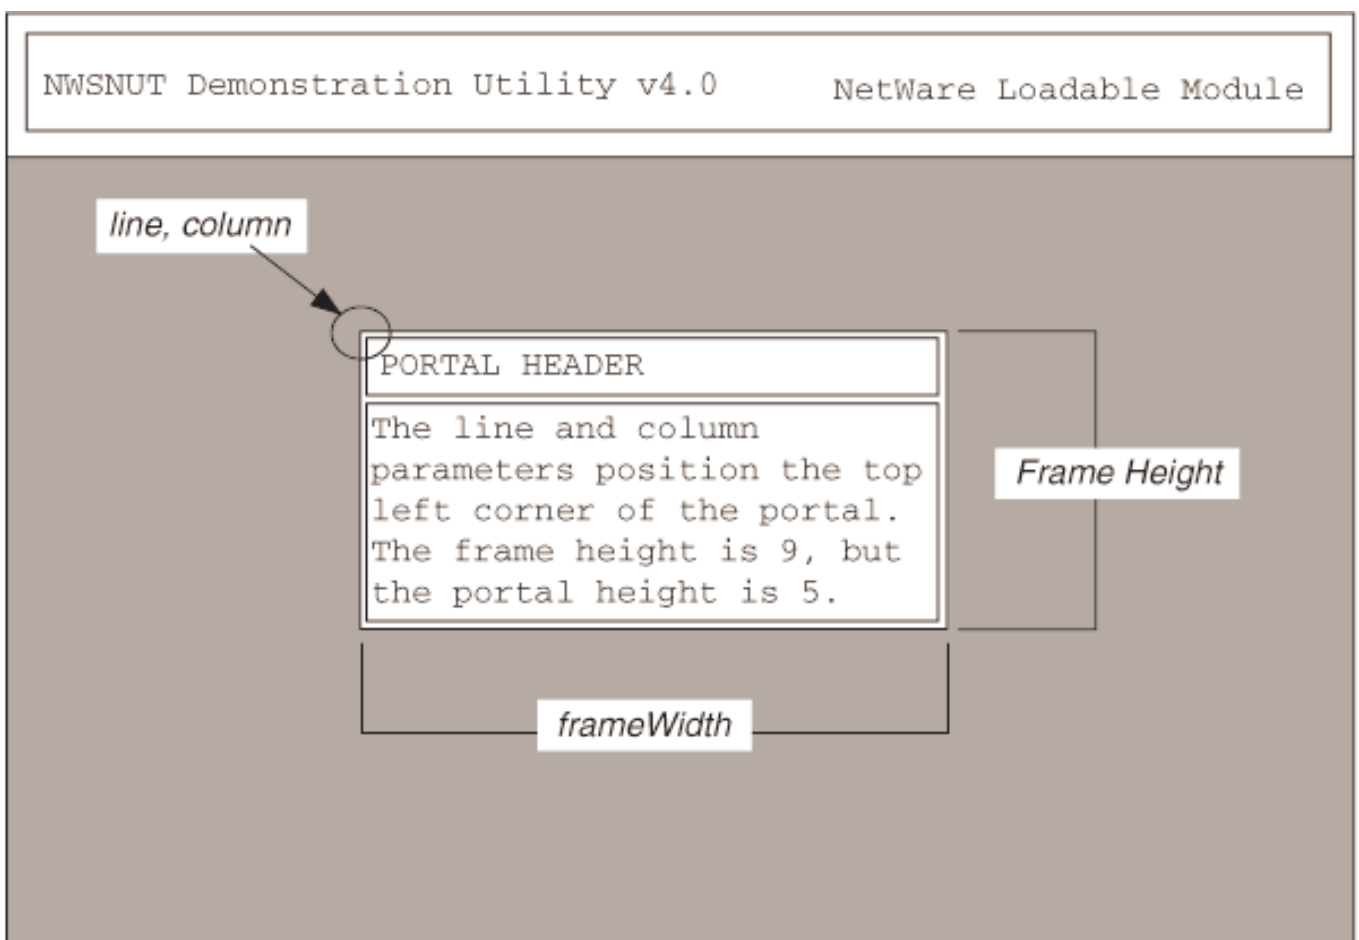 NWSNUT Demonstration Utility v4.0 NetWare Loadable Module
line, column
PORTAL HEADER
The line and column
parameters position the top
left corner of the portal.
The frame height is 9, but
the portal height is 5.
Frame Height
frameWidth